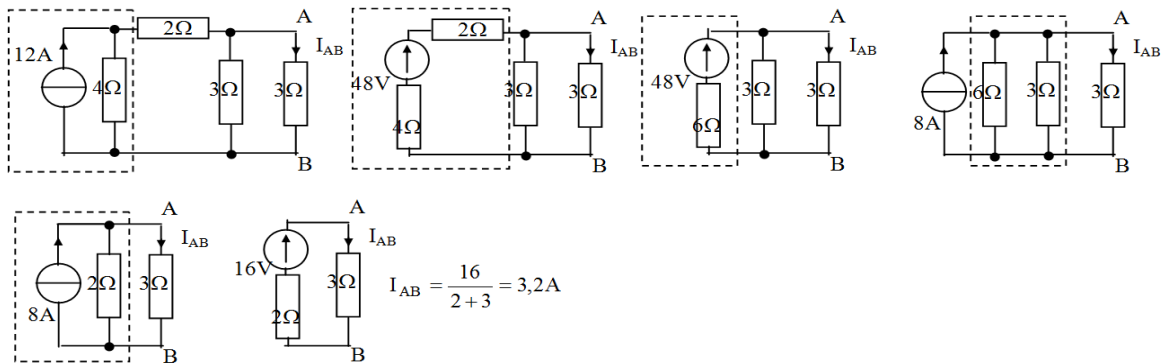 12A 4Ω 2Ω 3Ω 3Ω A I_AB B
48V 4Ω 2Ω 3Ω 3Ω A I_AB B
48V 6Ω 3Ω 3Ω A I_AB B
8A 6Ω 3Ω 3Ω A I_AB B
8A 2Ω 3Ω A I_AB B
16V 2Ω 3Ω A I_AB B
I_AB = 16/(2+3) = 3,2A